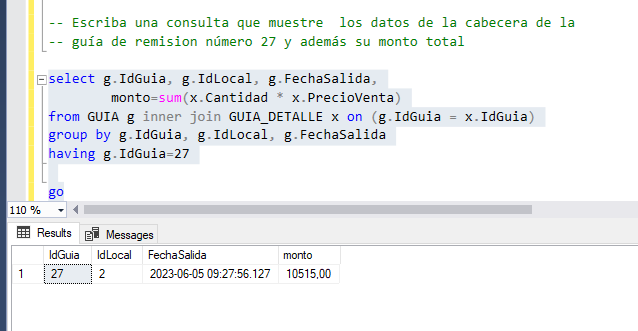 -- Escriba una consulta que muestre  los datos de la cabecera de la
-- guía de remision número 27 y además su monto total
select g.IdGuia, g.IdLocal, g.FechaSalida,
monto=sum(x.Cantidad * x.PrecioVenta)
from GUIA g inner join GUIA_DETALLE x on (g.IdGuia = x.IdGuia)
group by g.IdGuia, g.IdLocal, g.FechaSalida
having g.IdGuia=27
go
110 %
Results Messages
IdGuia IdLocal FechaSalida monto
1 27 2 2023-06-05 09:27:56.127 10515,00